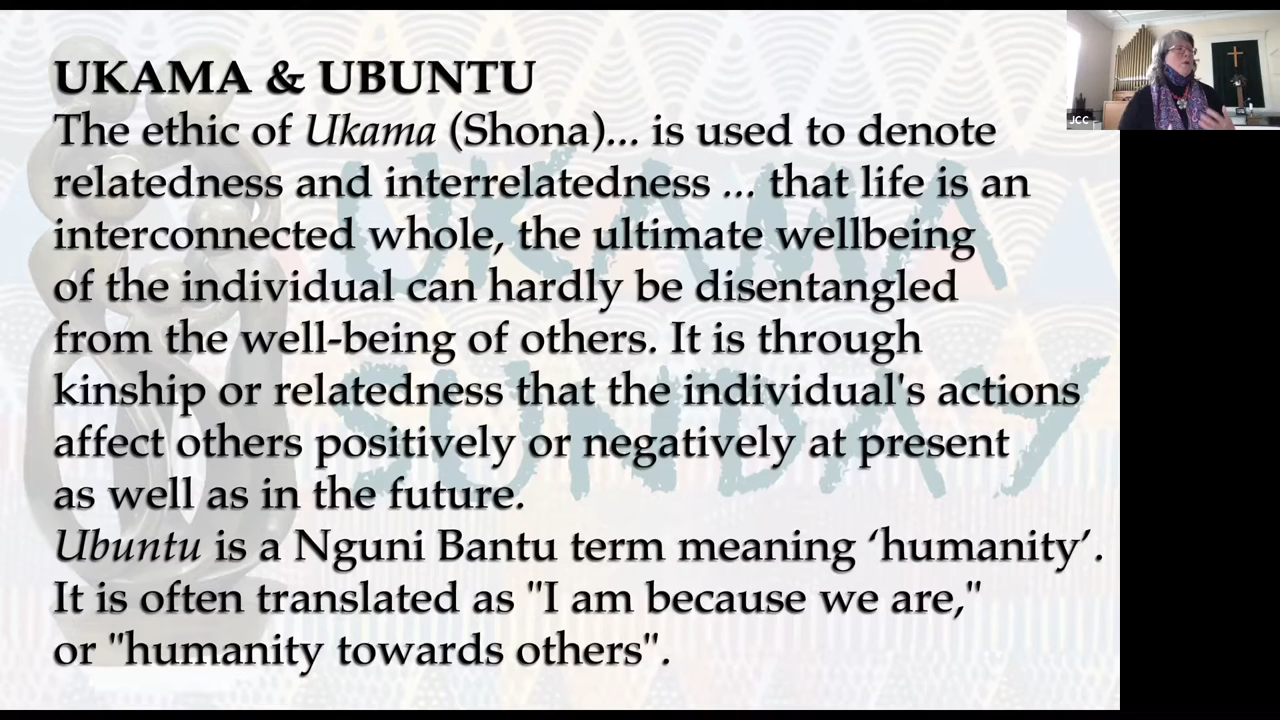 UKAMA & UBUNTU
The ethic of Ukama (Shona)... is used to denote
relatedness and interrelatedness ... that life is an
interconnected whole, the ultimate wellbeing
of the individual can hardly be disentangled
from the well-being of others. It is through
kinship or relatedness that the individual's actions
affect others positively or negatively at present
as well as in the future.
Ubuntu is a Nguni Bantu term meaning ‘humanity’.
It is often translated as "I am because we are,"
or "humanity towards others".
UKAMA
SUNDAY
JCC